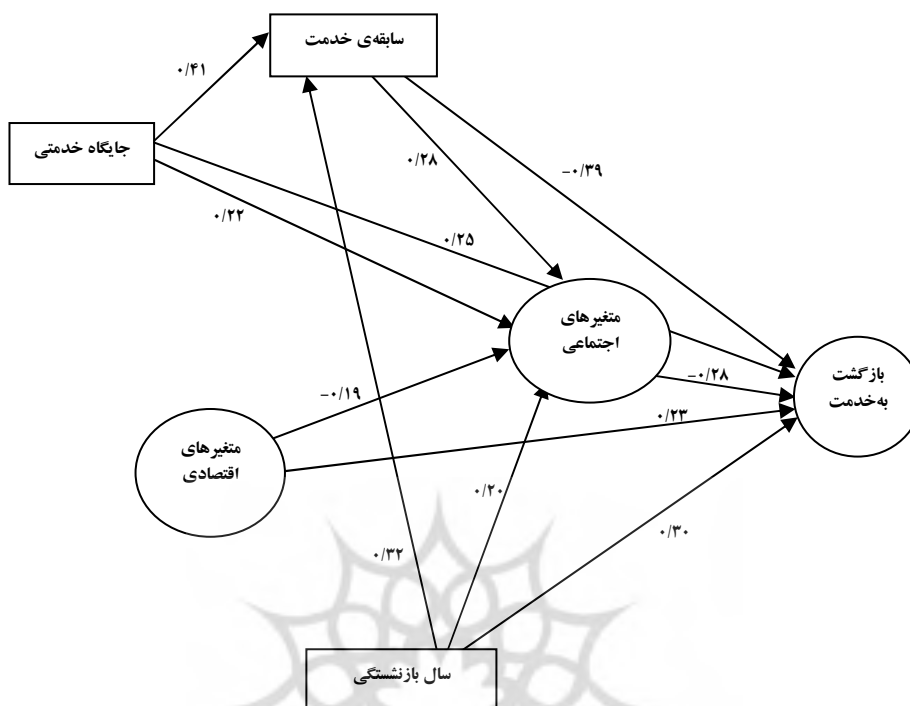 سابقه‌ی خدمت
۰/۴۱
جایگاه خدمتی
۰/۲۸
-۰/۳۹
۰/۲۲
۰/۲۵
متغیرهای
اجتماعی
بازگشت
به‌خدمت
-۰/۲۸
-۰/۱۹
۰/۲۳
متغیرهای
اقتصادی
۰/۲۰
۰/۳۰
۰/۳۲
سال بازنشستگی